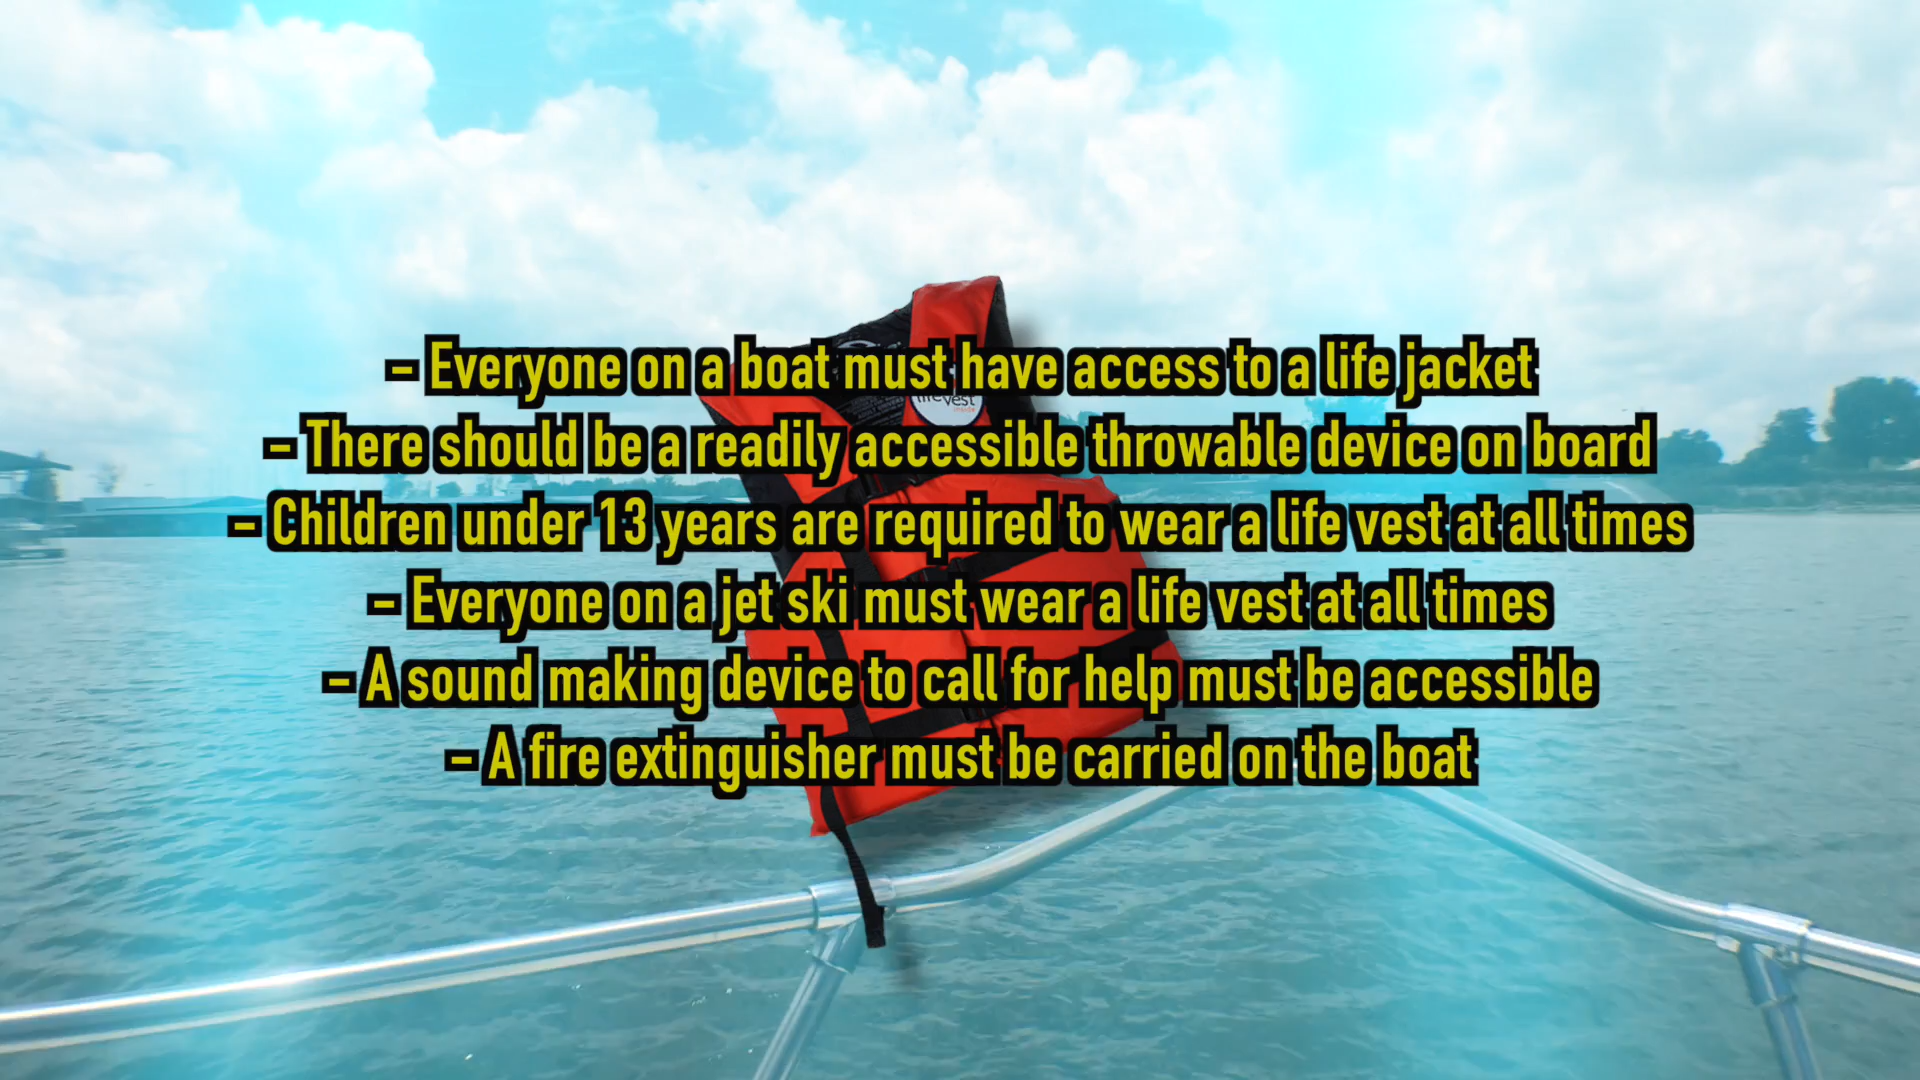 – Everyone on a boat must have access to a life jacket
vest
– There should be a readily accessible throwable device on board
– Children under 13 years are required to wear a life vest at all times
– Everyone on a jet ski must wear a life vest at all times
– A sound making device to call for help must be accessible
– A fire extinguisher must be carried on the boat